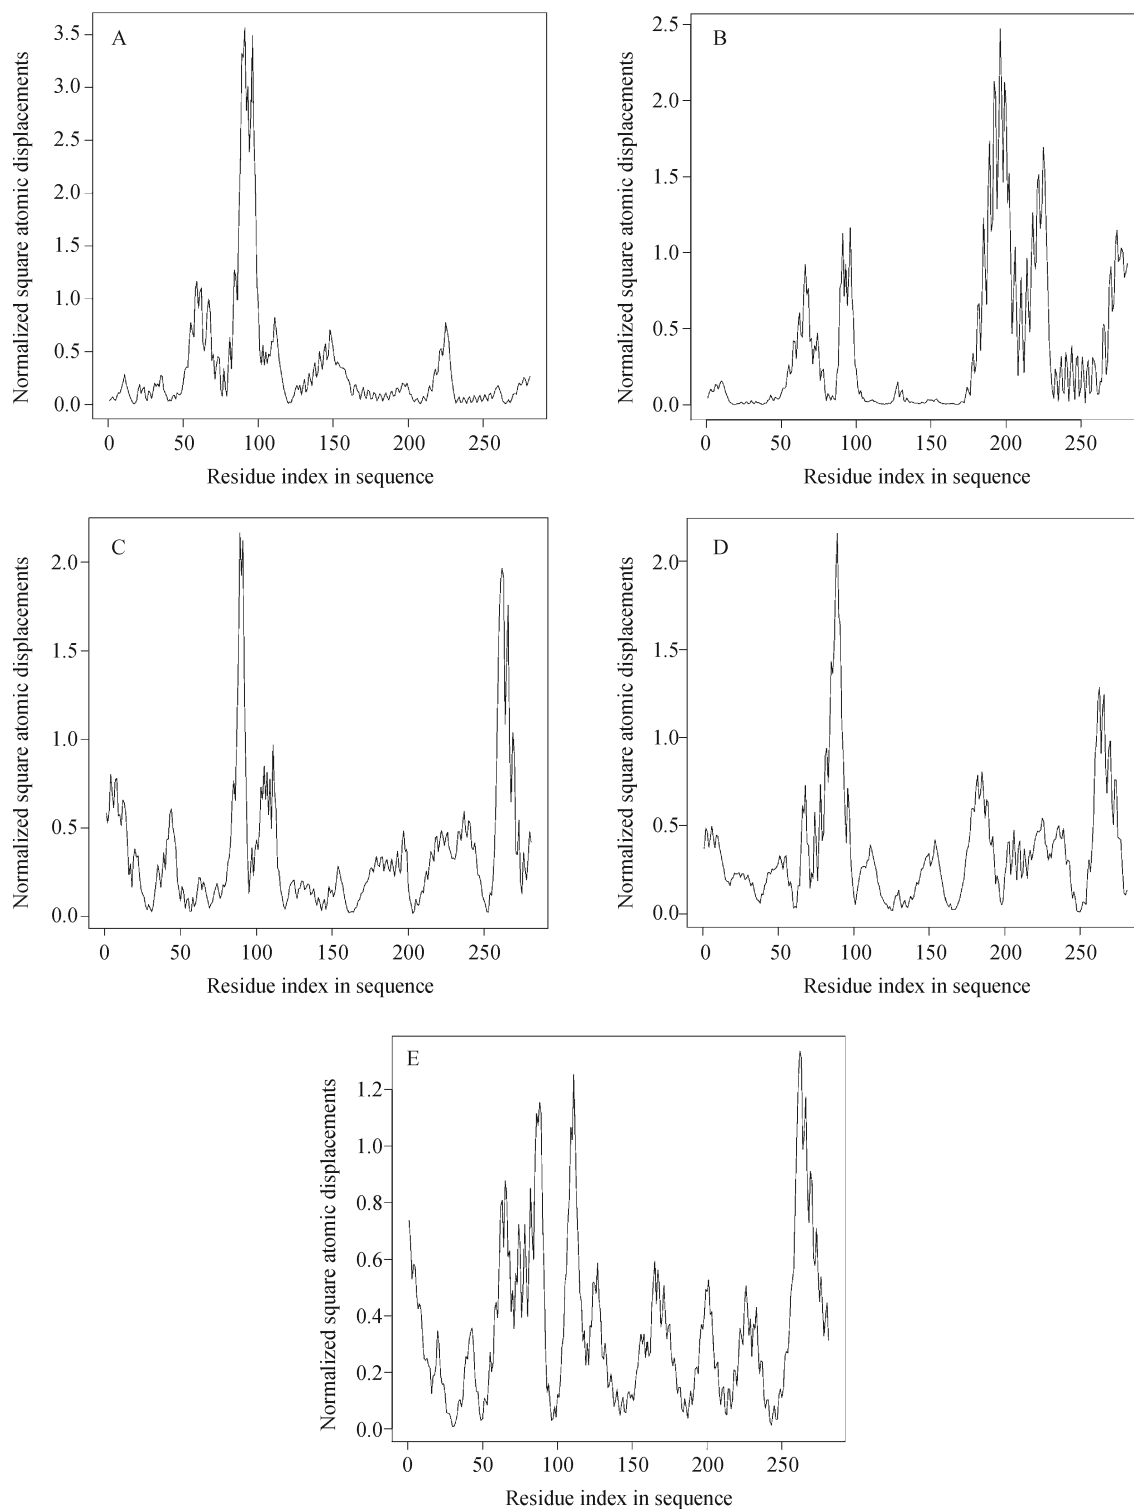 A
Normalized square atomic displacements
3.5
3.0
2.5
2.0
1.5
1.0
0.5
0.0
0 50 100 150 200 250
Residue index in sequence
B
Normalized square atomic displacements
2.5
2.0
1.5
1.0
0.5
0.0
0 50 100 150 200 250
Residue index in sequence
C
Normalized square atomic displacements
2.0
1.5
1.0
0.5
0.0
0 50 100 150 200 250
Residue index in sequence
D
Normalized square atomic displacements
2.0
1.5
1.0
0.5
0.0
0 50 100 150 200 250
Residue index in sequence
E
Normalized square atomic displacements
1.2
1.0
0.8
0.6
0.4
0.2
0.0
0 50 100 150 200 250
Residue index in sequence